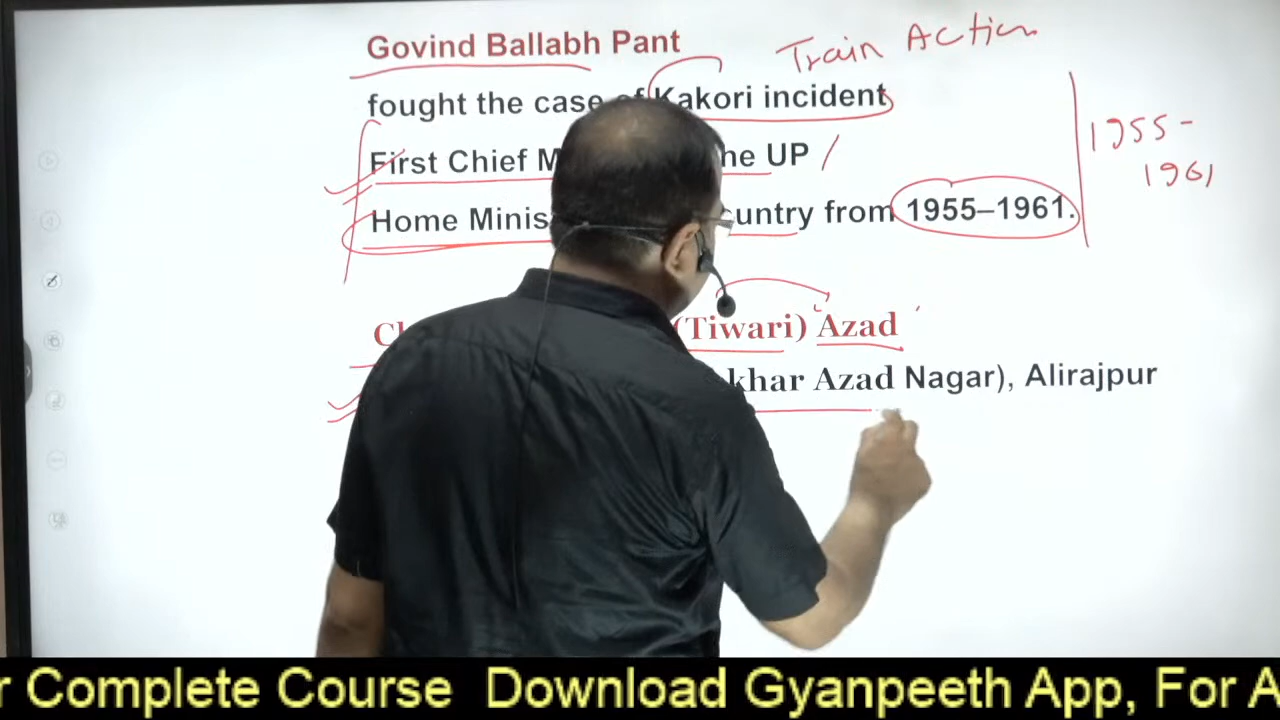 Govind Ballabh Pant
Train Action
fought the case of Kakori incident
First Chief M he UP
1955-
1961
Home Minis untry from 1955–1961.
(Tiwari) Azad
khar Azad Nagar), Alirajpur
r Complete Course Download Gyanpeeth App, For A